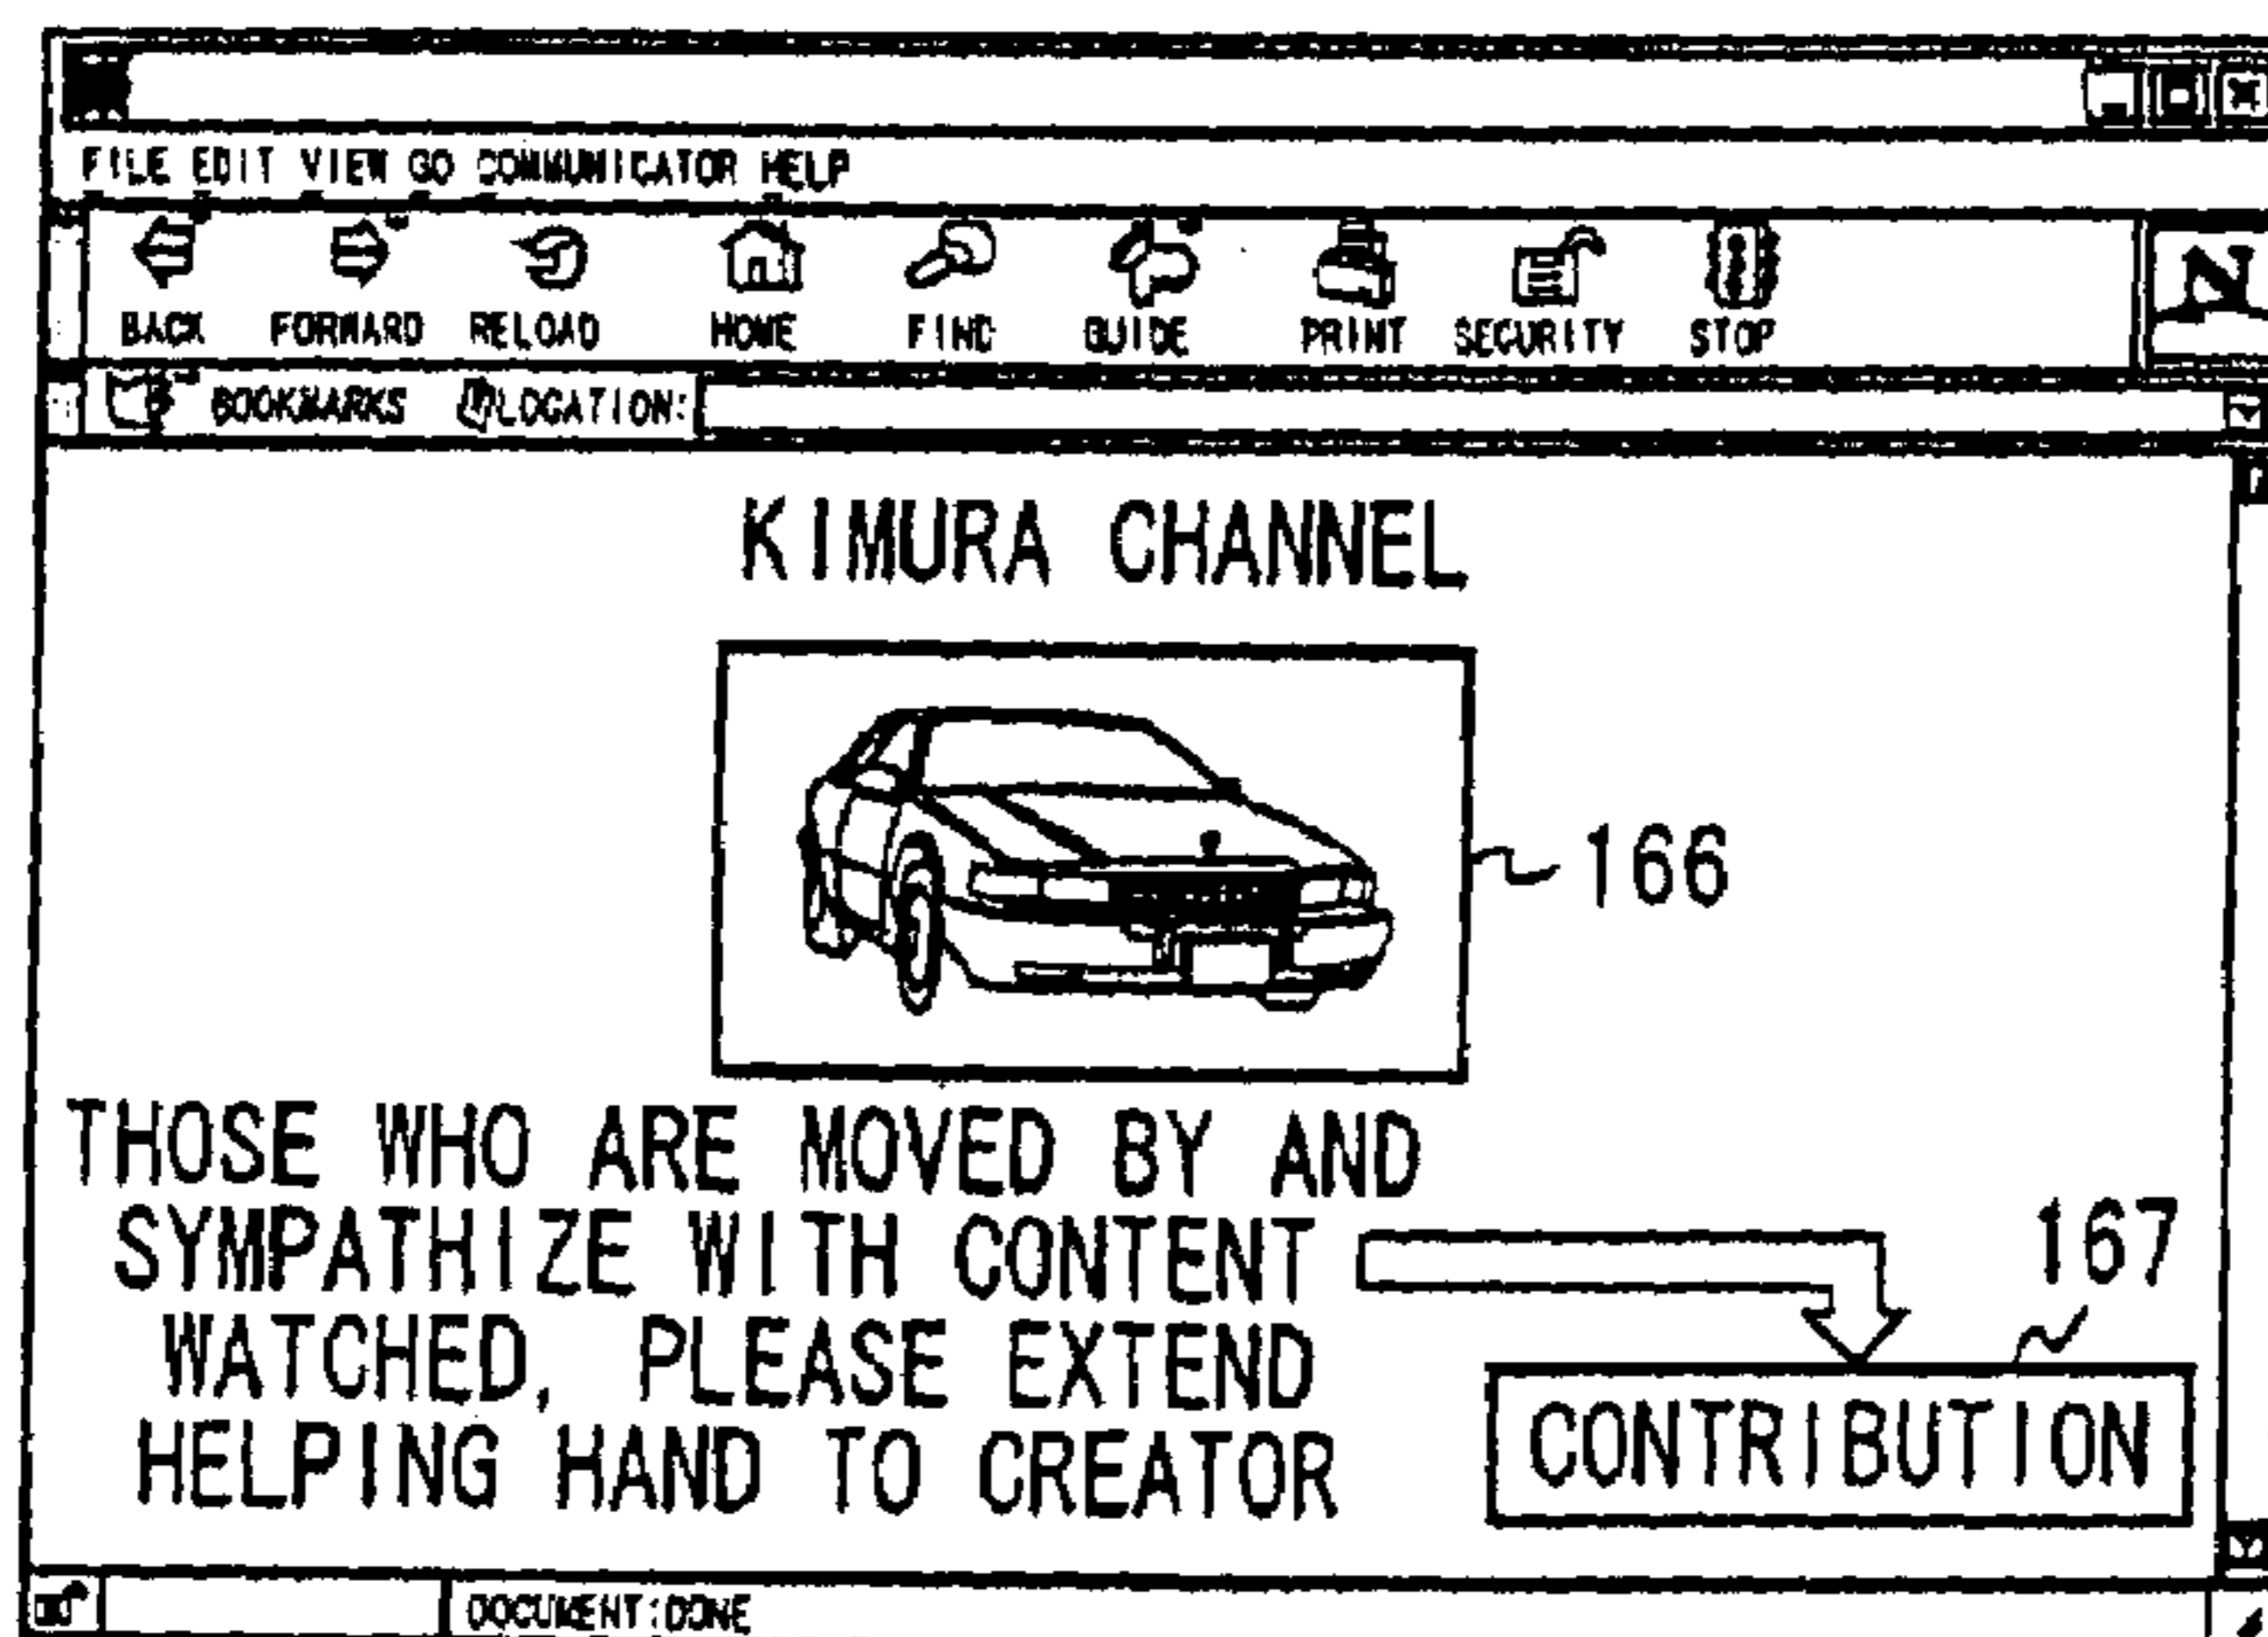 FILE EDIT VIEW GO COMMUNICATOR HELP
BACK FORWARD RELOAD HOME FIND GUIDE PRINT SECURITY STOP
N
BOOKMARKS LOCATION:
KIMURA CHANNEL
166
THOSE WHO ARE MOVED BY AND
SYMPATHIZE WITH CONTENT
167
WATCHED, PLEASE EXTEND
CONTRIBUTION
HELPING HAND TO CREATOR
DOCUMENT:DONE